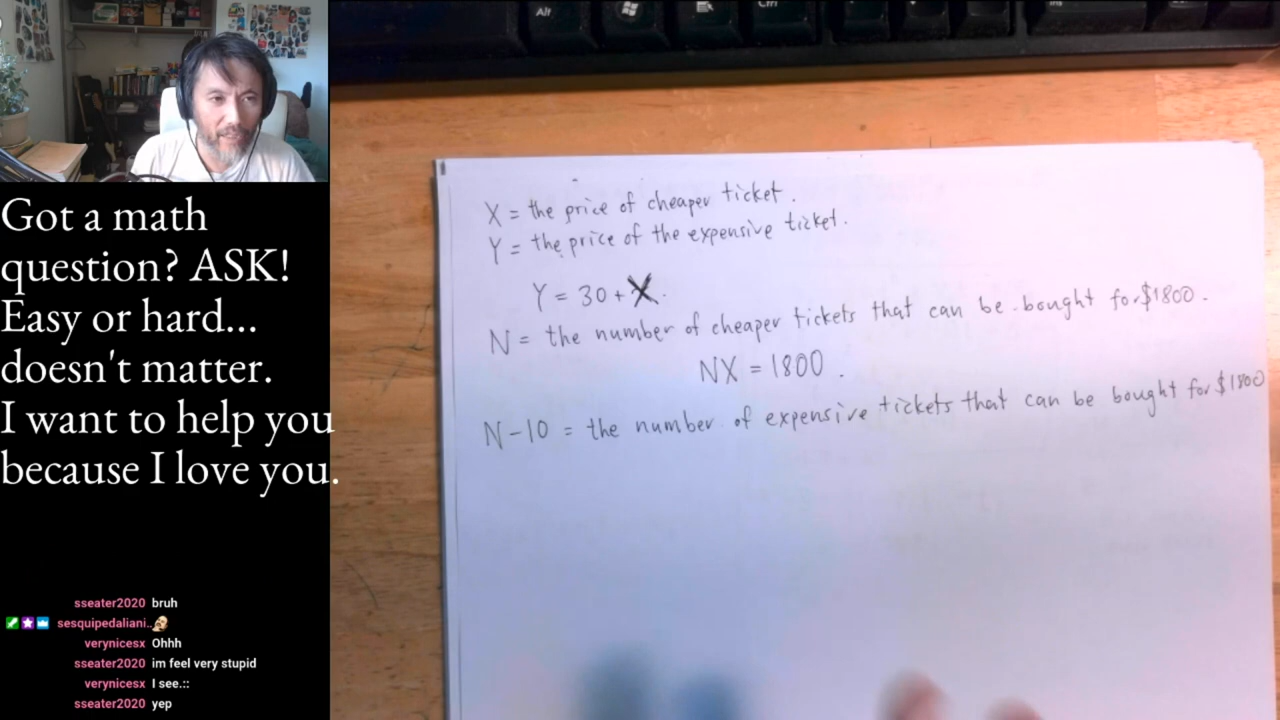 Alt
Ctrl
Got a math
question? ASK!
Easy or hard...
doesn't matter.
I want to help you
because I love you.
sseater2020 bruh
sesquipedaliani..
verynicesx Ohhh
sseater2020 im feel very stupid
verynicesx I see.::
sseater2020 yep
X = the price of cheaper ticket.
Y = the price of the expensive ticket.
Y = 30 + X.
N = the number of cheaper tickets that can be bought for $1800.
NX = 1800.
N-10 = the number of expensive tickets that can be bought for $1800